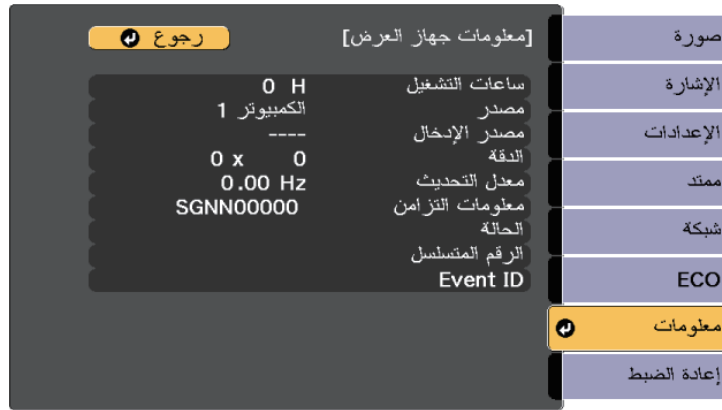 [معلومات جهاز العرض]
رجوع
ساعات التشغيل 0 H
مصدر الكمبيوتر 1
مصدر الإدخال ----
الدقة 0 x 0
معدل التحديث 0.00 Hz
معلومات التزامن SGNN00000
الحالة
الرقم المتسلسل
Event ID
صورة
الإشارة
الإعدادات
ممتد
شبكة
ECO
معلومات
إعادة الضبط